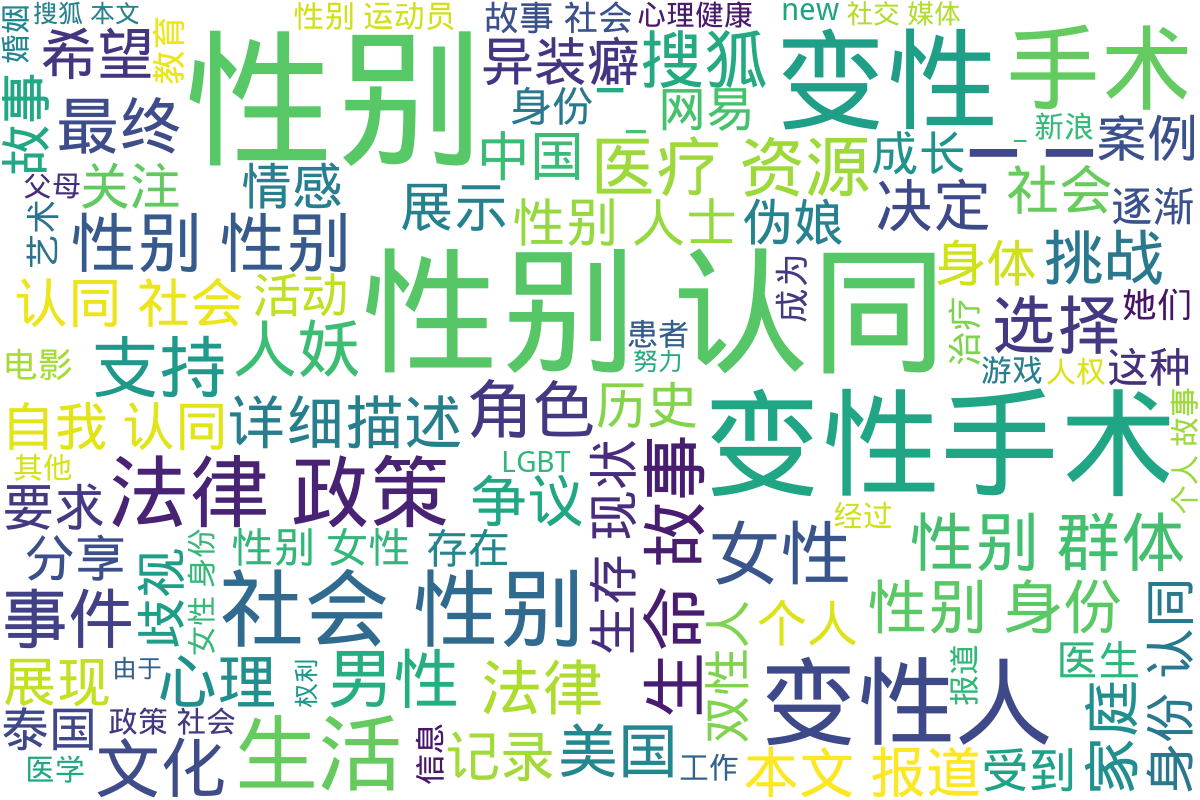 搜狐 本文
婚姻
希望
教育
性别 运动员
故事 社会
心理健康
new
社交 媒体
性别
异装癖
搜狐
变性
手术
故事
最终
身份
网易
新浪
案例
中国
医疗 资源
成长
一 一
父母
关注
情感
展示
性别 人士
伪娘
决定
社会
逐渐
艺术
性别 性别
性别 认同
成为
身体
挑战
认同 社会
活动
患者
治疗
选择
她们
电影
支持
人妖
努力
游戏
人权
这种
自我 认同
详细描述
角色
历史
变性手术
个人 故事
其他
法律 政策
LGBT
争议
现状
生存
生命 故事
要求
经过
分享
歧视
女性 身份
性别 女性
存在
女性
性别 群体
事件
社会 性别
双性人
个人
性别 身份
身份 认同
展现
由于
心理
权利
男性
法律
变性人
报道
医生
家庭
泰国
政策 社会
文化
生活
信息
记录
美国
工作
本文 报道
受到
医学